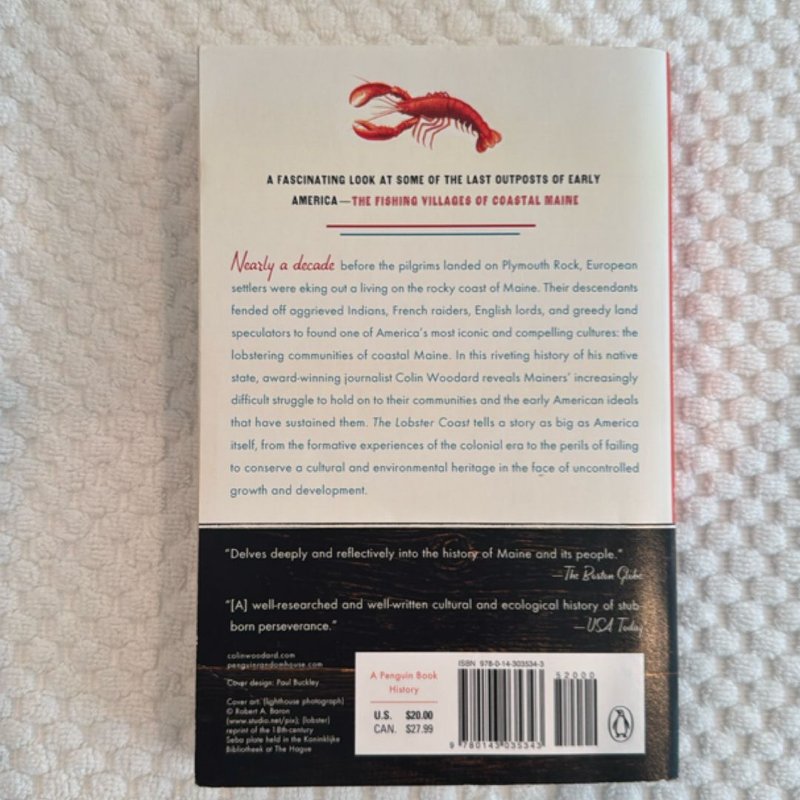 A FASCINATING LOOK AT SOME OF THE LAST OUTPOSTS OF EARLY
AMERICA—THE FISHING VILLAGES OF COASTAL MAINE
Nearly a decade before the pilgrims landed on Plymouth Rock, European
settlers were eking out a living on the rocky coast of Maine. Their descendants
fended off aggrieved Indians, French raiders, English lords, and greedy land
speculators to found one of America's most iconic and compelling cultures: the
lobstering communities of coastal Maine. In this riveting history of his native
state, award-winning journalist Colin Woodard reveals Mainers' increasingly
difficult struggle to hold on to their communities and the early American ideals
that have sustained them. The Lobster Coast tells a story as big as America
itself, from the formative experiences of the colonial era to the perils of failing
to conserve a cultural and environmental heritage in the face of uncontrolled
growth and development.
"Delves deeply and reflectively into the history of Maine and its people."
—The Boston Globe
"[A] well-researched and well-written cultural and ecological history of stub-
born perseverance."
—USA Today
colinwoodard.com
penguinrandomhouse.com
Cover design: Paul Buckley
Cover art: (lighthouse photograph)
© Robert A. Baron
(www.studio.net/pix); (lobster)
reprint of the 18th-century
Seba plate held in the Koninklijke
Bibliotheek at The Hague
A Penguin Book
History
U.S. $20.00
CAN. $27.99
ISBN 978-0-14-303534-3
52000
9 780143 035343